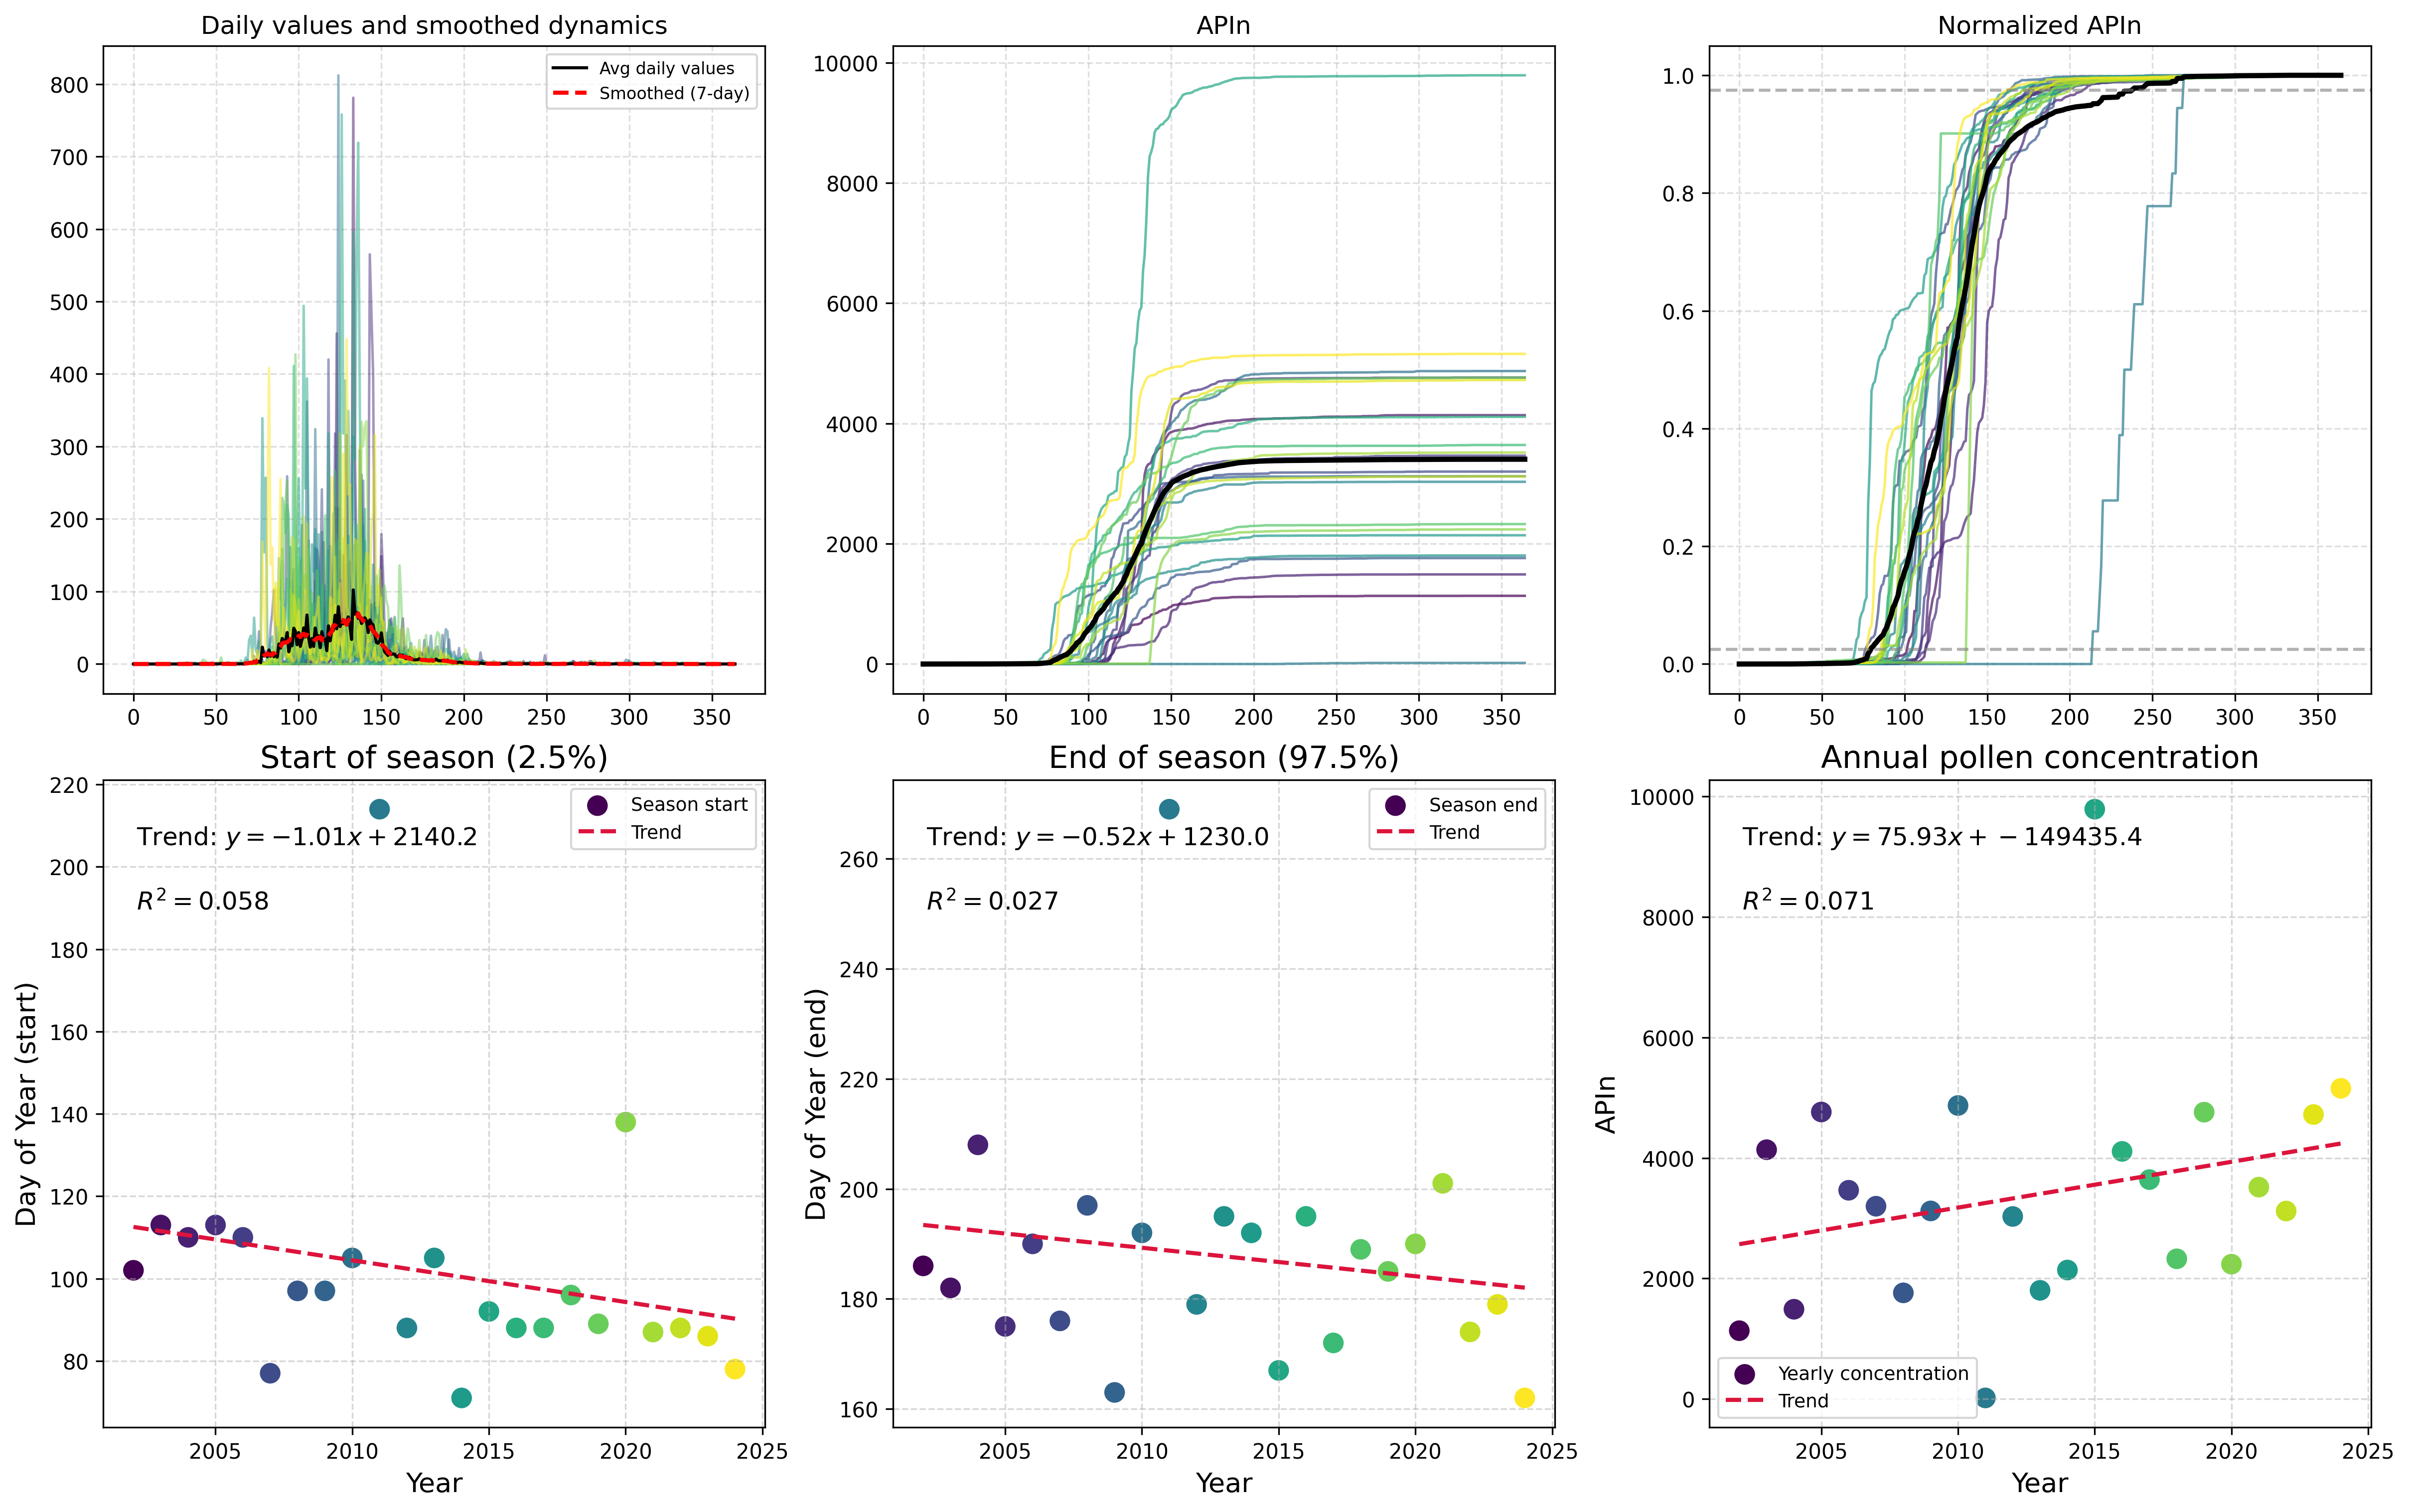 Daily values and smoothed dynamics
Avg daily values
Smoothed (7-day)
800
700
600
500
400
300
200
100
0
0 50 100 150 200 250 300 350
APIn
10000
8000
6000
4000
2000
0
0 50 100 150 200 250 300 350
Normalized APIn
1.0
0.8
0.6
0.4
0.2
0.0
0 50 100 150 200 250 300 350
Start of season (2.5%)
Season start
Trend
Trend: y = −1.01x + 2140.2
R² = 0.058
Day of Year (start)
220
200
180
160
140
120
100
80
2005 2010 2015 2020 2025
Year
End of season (97.5%)
Season end
Trend
Trend: y = −0.52x + 1230.0
R² = 0.027
Day of Year (end)
260
240
220
200
180
160
2005 2010 2015 2020 2025
Year
Annual pollen concentration
Trend: y = 75.93x + −149435.4
R² = 0.071
APIn
10000
8000
6000
4000
2000
0
Yearly concentration
Trend
2005 2010 2015 2020 2025
Year